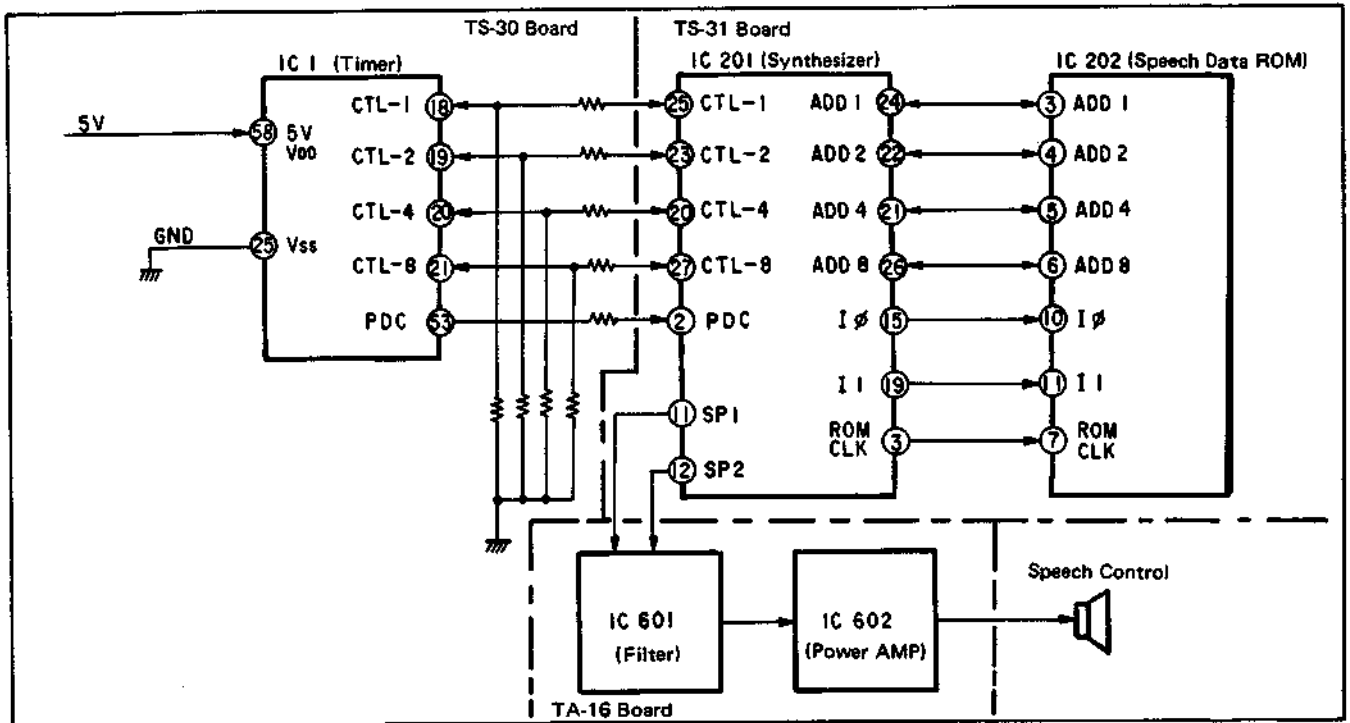 TS-30 Board
TS-31 Board
IC 1 (Timer)
IC 201 (Synthesizer)
IC 202 (Speech Data ROM)
5V
58 5V
VDD
GND
25 Vss
CTL-1 18
CTL-2 19
CTL-4 20
CTL-8 21
PDC 53
25 CTL-1
23 CTL-2
20 CTL-4
27 CTL-8
2 PDC
11 SP1
12 SP2
ADD 1 24
ADD 2 22
ADD 4 21
ADD 8 26
IØ 15
I1 19
ROM
CLK 3
3 ADD 1
4 ADD 2
5 ADD 4
6 ADD 8
10 IØ
11 I1
7 ROM
CLK
IC 601
(Filter)
IC 602
(Power AMP)
Speech Control
TA-16 Board